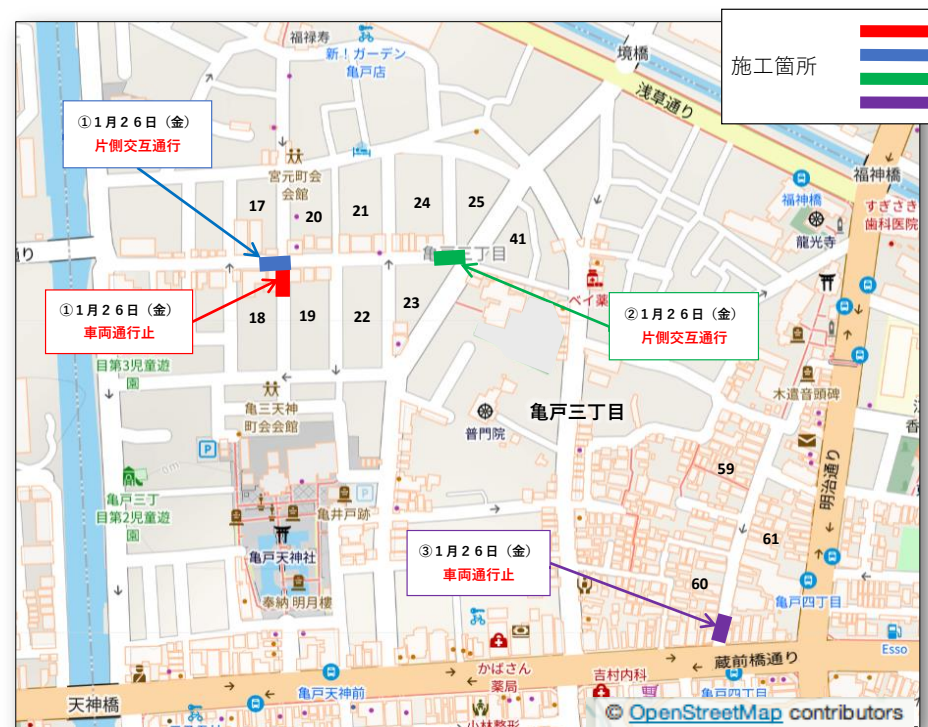 施工箇所
福禄寿
新！ガーデン
亀戸店
境橋
浅草通り
①１月２６日（金）
片側交互通行
宮元町会
会館
福神橋
福神橋
すぎさき
歯科医院
龍光寺
17
20
21
24
25
41
亀戸三丁目
通り
①１月２６日（金）
車両通行止
18
19
22
23
ベイ薬
②１月２６日（金）
片側交互通行
目第3児童遊
園
亀三天神
町会会館
普門院
亀戸三丁目
木遣音頭碑
59
明治通り
亀戸三丁
目第2児童遊
園
亀井戸跡
亀戸天神社
奉納 明月樓
③１月２６日（金）
車両通行止
60
61
亀戸四丁目
Esso
蔵前橋通り
かばさん
薬局
吉村内科
亀戸天神前
亀戸四丁目
天神橋
小林整形
© OpenStreetMap contributors